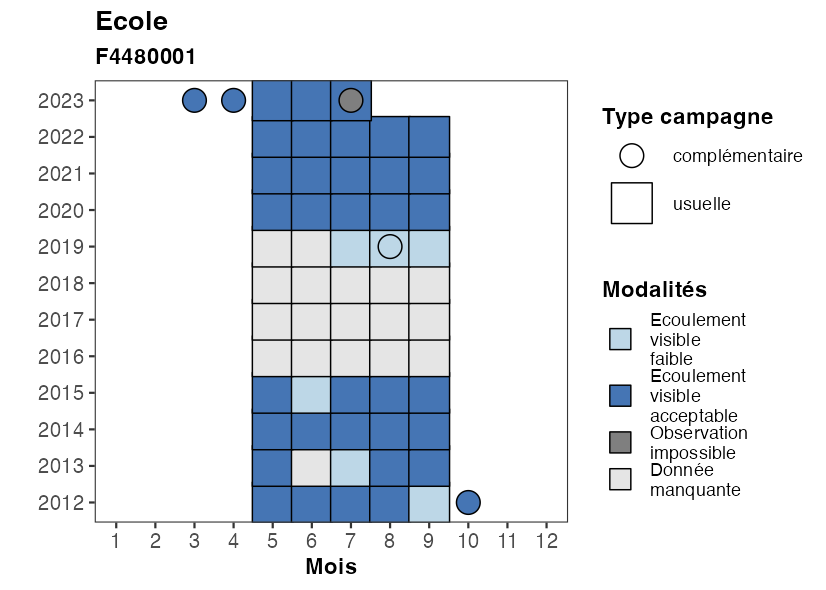 Ecole
F4480001
2023
2022
2021
2020
2019
2018
2017
2016
2015
2014
2013
2012
1 2 3 4 5 6 7 8 9 10 11 12
Mois
Type campagne
complémentaire
usuelle
Modalités
Ecoulement
visible
faible
Ecoulement
visible
acceptable
Observation
impossible
Donnée
manquante